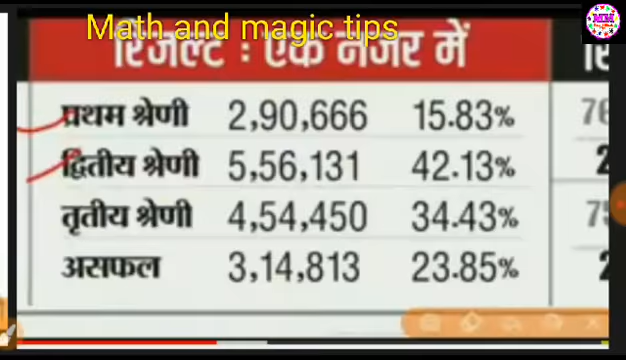 Math and magic tips
रिजल्ट : एक नजर में
प्रथम श्रेणी 2,90,666 15.83%
द्वितीय श्रेणी 5,56,131 42.13%
तृतीय श्रेणी 4,54,450 34.43%
असफल 3,14,813 23.85%